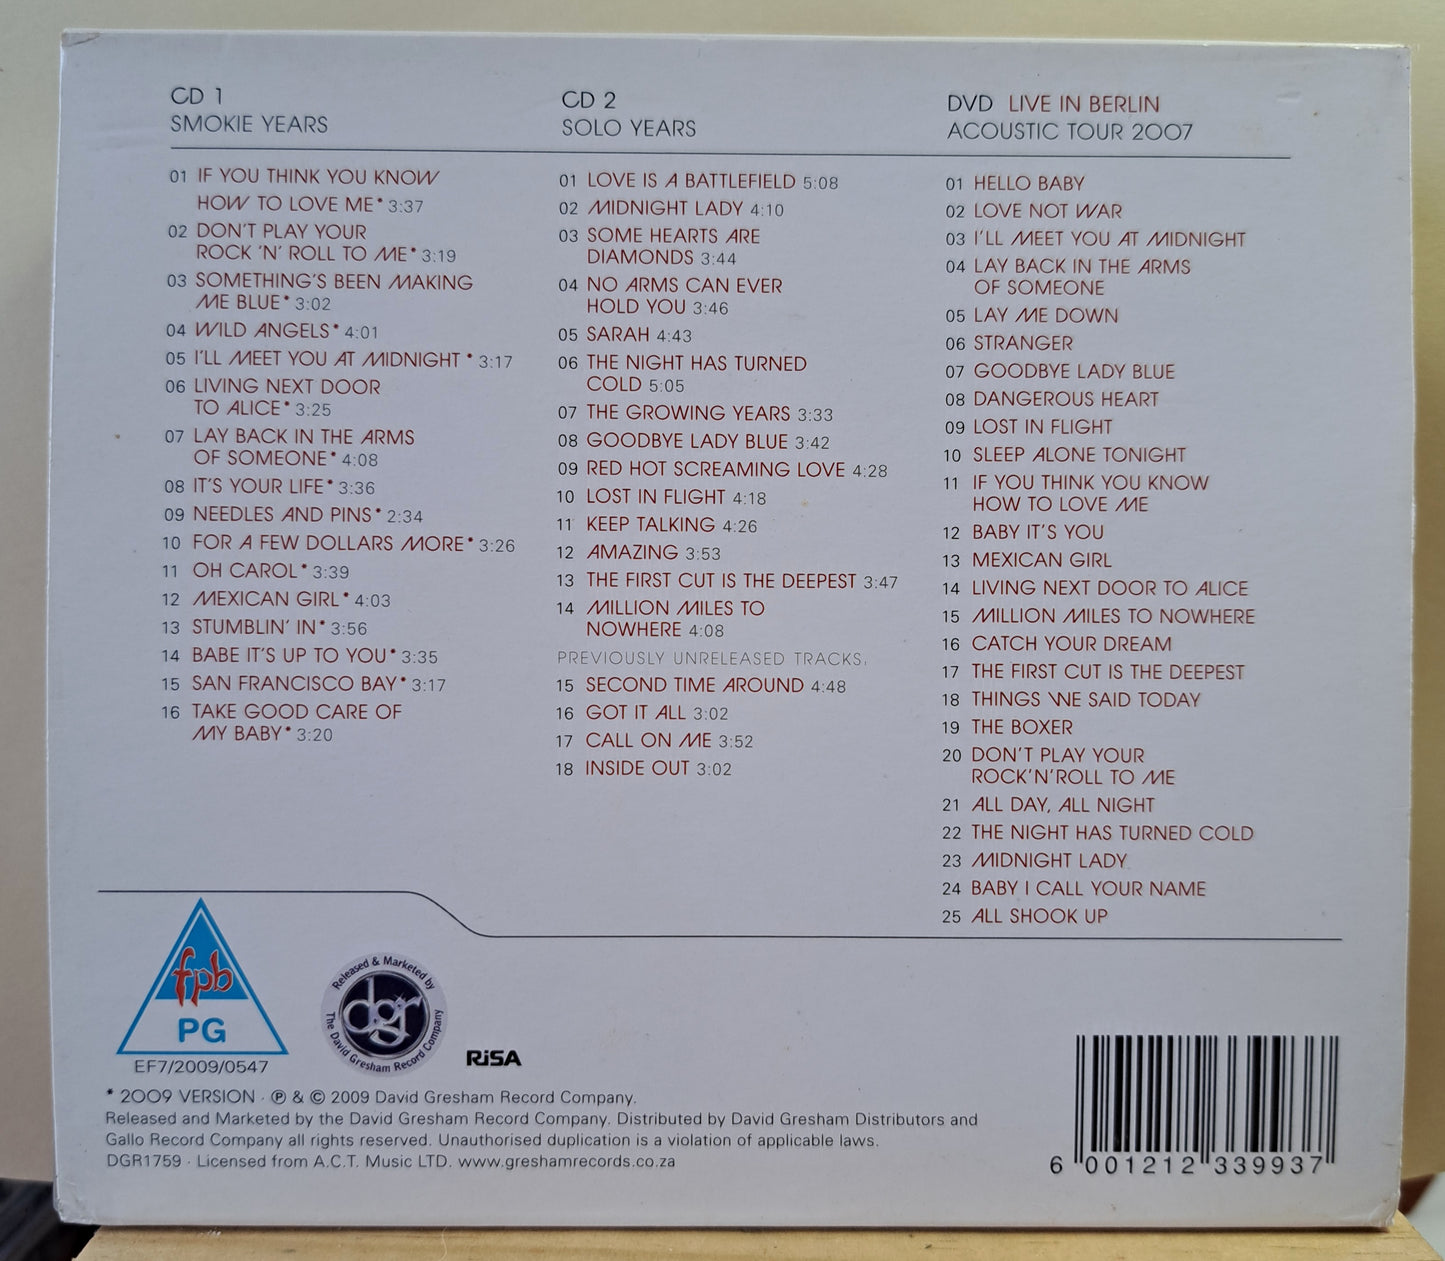 CD 1
SMOKIE YEARS
01 IF YOU THINK YOU KNOW
HOW TO LOVE ME* 3:37
02 DON'T PLAY YOUR
ROCK 'N' ROLL TO ME* 3:19
03 SOMETHING'S BEEN MAKING
ME BLUE* 3:02
04 WILD ANGELS* 4:01
05 I'LL MEET YOU AT MIDNIGHT * 3:17
06 LIVING NEXT DOOR
TO ALICE* 3:25
07 LAY BACK IN THE ARMS
OF SOMEONE* 4:08
08 IT'S YOUR LIFE* 3:36
09 NEEDLES AND PINS* 2:34
10 FOR A FEW DOLLARS MORE* 3:26
11 OH CAROL* 3:39
12 MEXICAN GIRL* 4:03
13 STUMBLIN' IN* 3:56
14 BABE IT'S UP TO YOU* 3:35
15 SAN FRANCISCO BAY* 3:17
16 TAKE GOOD CARE OF
MY BABY* 3:20
CD 2
SOLO YEARS
01 LOVE IS A BATTLEFIELD 5:08
02 MIDNIGHT LADY 4:10
03 SOME HEARTS ARE
DIAMONDS 3:44
04 NO ARMS CAN EVER
HOLD YOU 3:46
05 SARAH 4:43
06 THE NIGHT HAS TURNED
COLD 5:05
07 THE GROWING YEARS 3:33
08 GOODBYE LADY BLUE 3:42
09 RED HOT SCREAMING LOVE 4:28
10 LOST IN FLIGHT 4:18
11 KEEP TALKING 4:26
12 AMAZING 3:53
13 THE FIRST CUT IS THE DEEPEST 3:47
14 MILLION MILES TO
NOWHERE 4:08
PREVIOUSLY UNRELEASED TRACKS.
15 SECOND TIME AROUND 4:48
16 GOT IT ALL 3:02
17 CALL ON ME 3:52
18 INSIDE OUT 3:02
DVD LIVE IN BERLIN
ACOUSTIC TOUR 2007
01 HELLO BABY
02 LOVE NOT WAR
03 I'LL MEET YOU AT MIDNIGHT
04 LAY BACK IN THE ARMS
OF SOMEONE
05 LAY ME DOWN
06 STRANGER
07 GOODBYE LADY BLUE
08 DANGEROUS HEART
09 LOST IN FLIGHT
10 SLEEP ALONE TONIGHT
11 IF YOU THINK YOU KNOW
HOW TO LOVE ME
12 BABY IT'S YOU
13 MEXICAN GIRL
14 LIVING NEXT DOOR TO ALICE
15 MILLION MILES TO NOWHERE
16 CATCH YOUR DREAM
17 THE FIRST CUT IS THE DEEPEST
18 THINGS WE SAID TODAY
19 THE BOXER
20 DON'T PLAY YOUR
ROCK'N'ROLL TO ME
21 ALL DAY, ALL NIGHT
22 THE NIGHT HAS TURNED COLD
23 MIDNIGHT LADY
24 BABY I CALL YOUR NAME
25 ALL SHOOK UP
fpb
PG
EF7/2009/0547
Released & Marketed by
dgr
The David Gresham Record Company
RiSA
* 2009 VERSION · ℗ & © 2009 David Gresham Record Company.
Released and Marketed by the David Gresham Record Company. Distributed by David Gresham Distributors and
Gallo Record Company all rights reserved. Unauthorised duplication is a violation of applicable laws.
DGR1759 · Licensed from A.C.T. Music LTD. www.greshamrecords.co.za
6 001212 339937